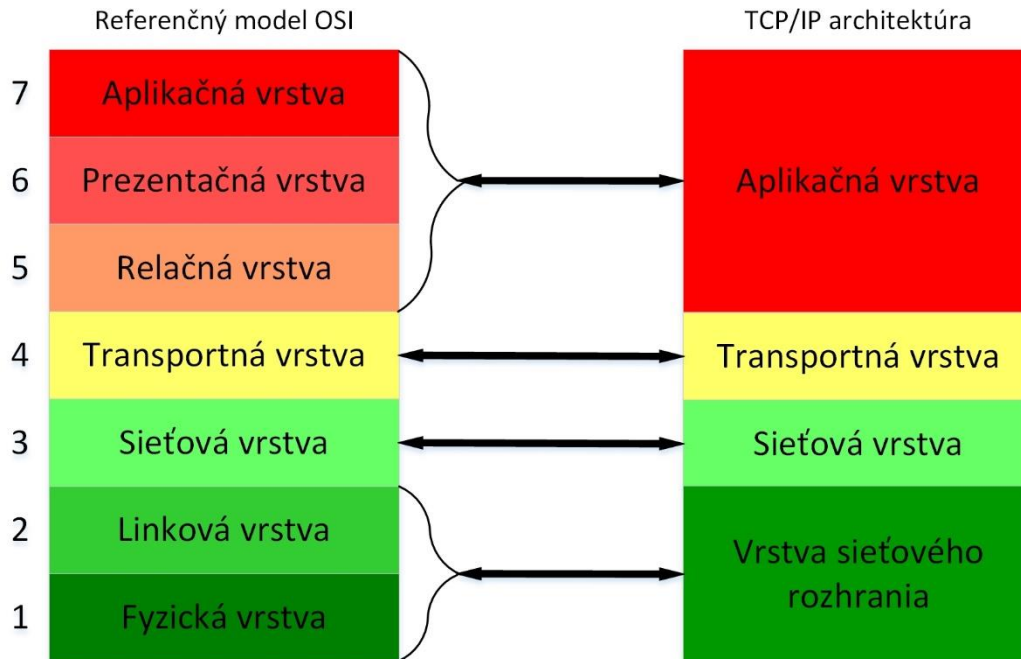 Referenčný model OSI
TCP/IP architektúra
7
Aplikačná vrstva
6
Prezentačná vrstva
Aplikačná vrstva
5
Relačná vrstva
4
Transportná vrstva
Transportná vrstva
3
Sieťová vrstva
Sieťová vrstva
2
Linková vrstva
Vrstva sieťového
rozhrania
1
Fyzická vrstva